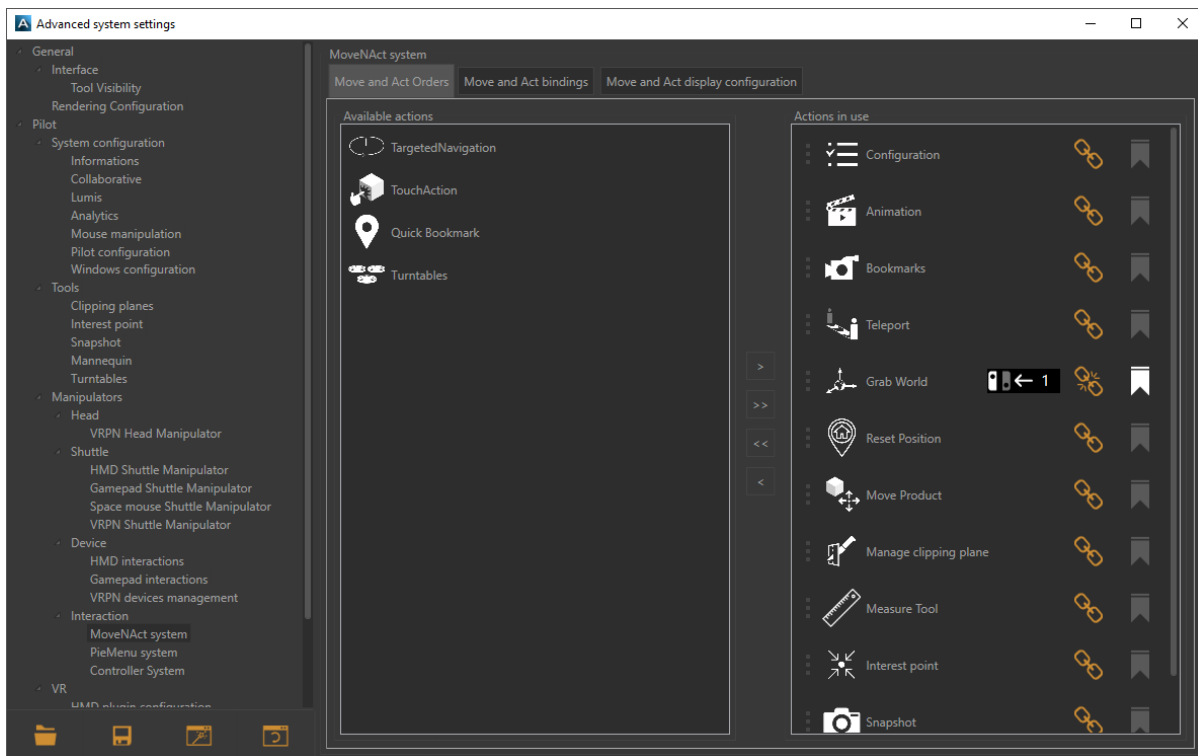 Advanced system settings
General
Interface
Tool Visibility
Rendering Configuration
Pilot
System configuration
Informations
Collaborative
Lumis
Analytics
Mouse manipulation
Pilot configuration
Windows configuration
Tools
Clipping planes
Interest point
Snapshot
Mannequin
Turntables
Manipulators
Head
VRPN Head Manipulator
Shuttle
HMD Shuttle Manipulator
Gamepad Shuttle Manipulator
Space mouse Shuttle Manipulator
VRPN Shuttle Manipulator
Device
HMD interactions
Gamepad interactions
VRPN devices management
Interaction
MoveNAct system
PieMenu system
Controller System
VR
HMD plugin configuration
MoveNAct system
Move and Act Orders Move and Act bindings Move and Act display configuration
Available actions
TargetedNavigation
TouchAction
Quick Bookmark
Turntables
>
>>
<<
<
Actions in use
Configuration
Animation
Bookmarks
Teleport
Grab World 1
Reset Position
Move Product
Manage clipping plane
Measure Tool
Interest point
Snapshot